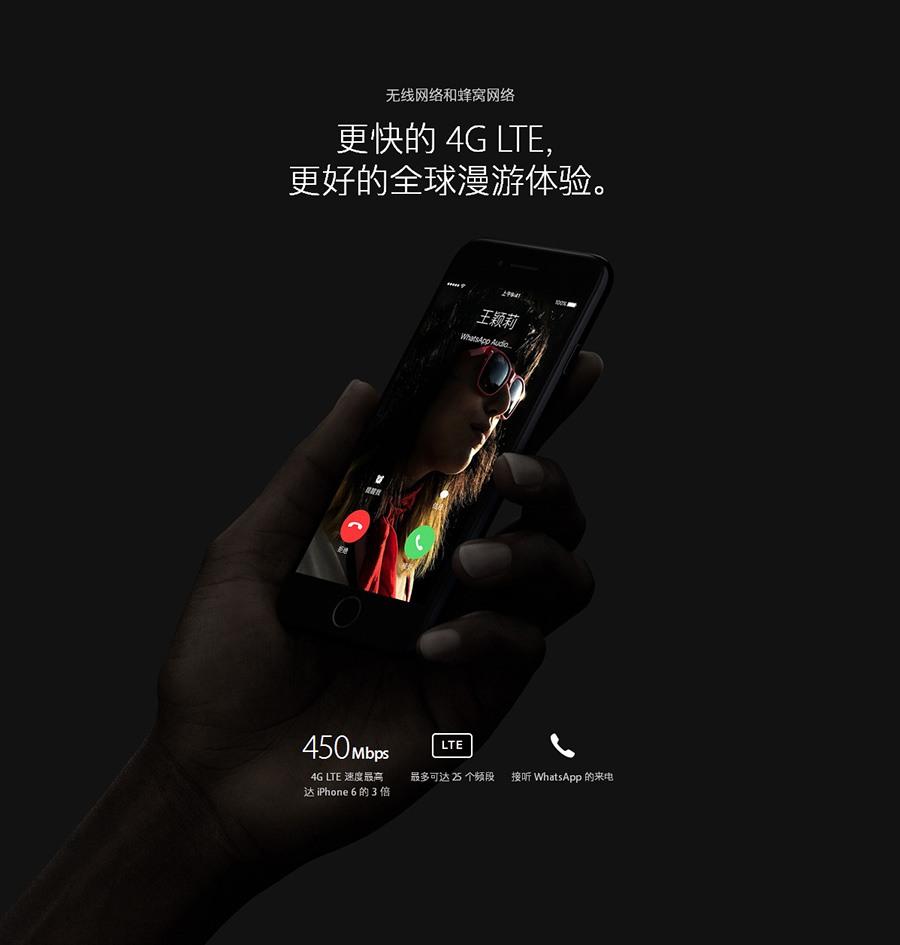 无线网络和蜂窝网络
更快的 4G LTE,
更好的全球漫游体验。
上午9:41
100%
王颖莉
WhatsApp Audio...
提醒我
信息
拒绝
450Mbps
4G LTE 速度最高
达 iPhone 6 的 3 倍
LTE
最多可达 25 个频段
接听 WhatsApp 的来电